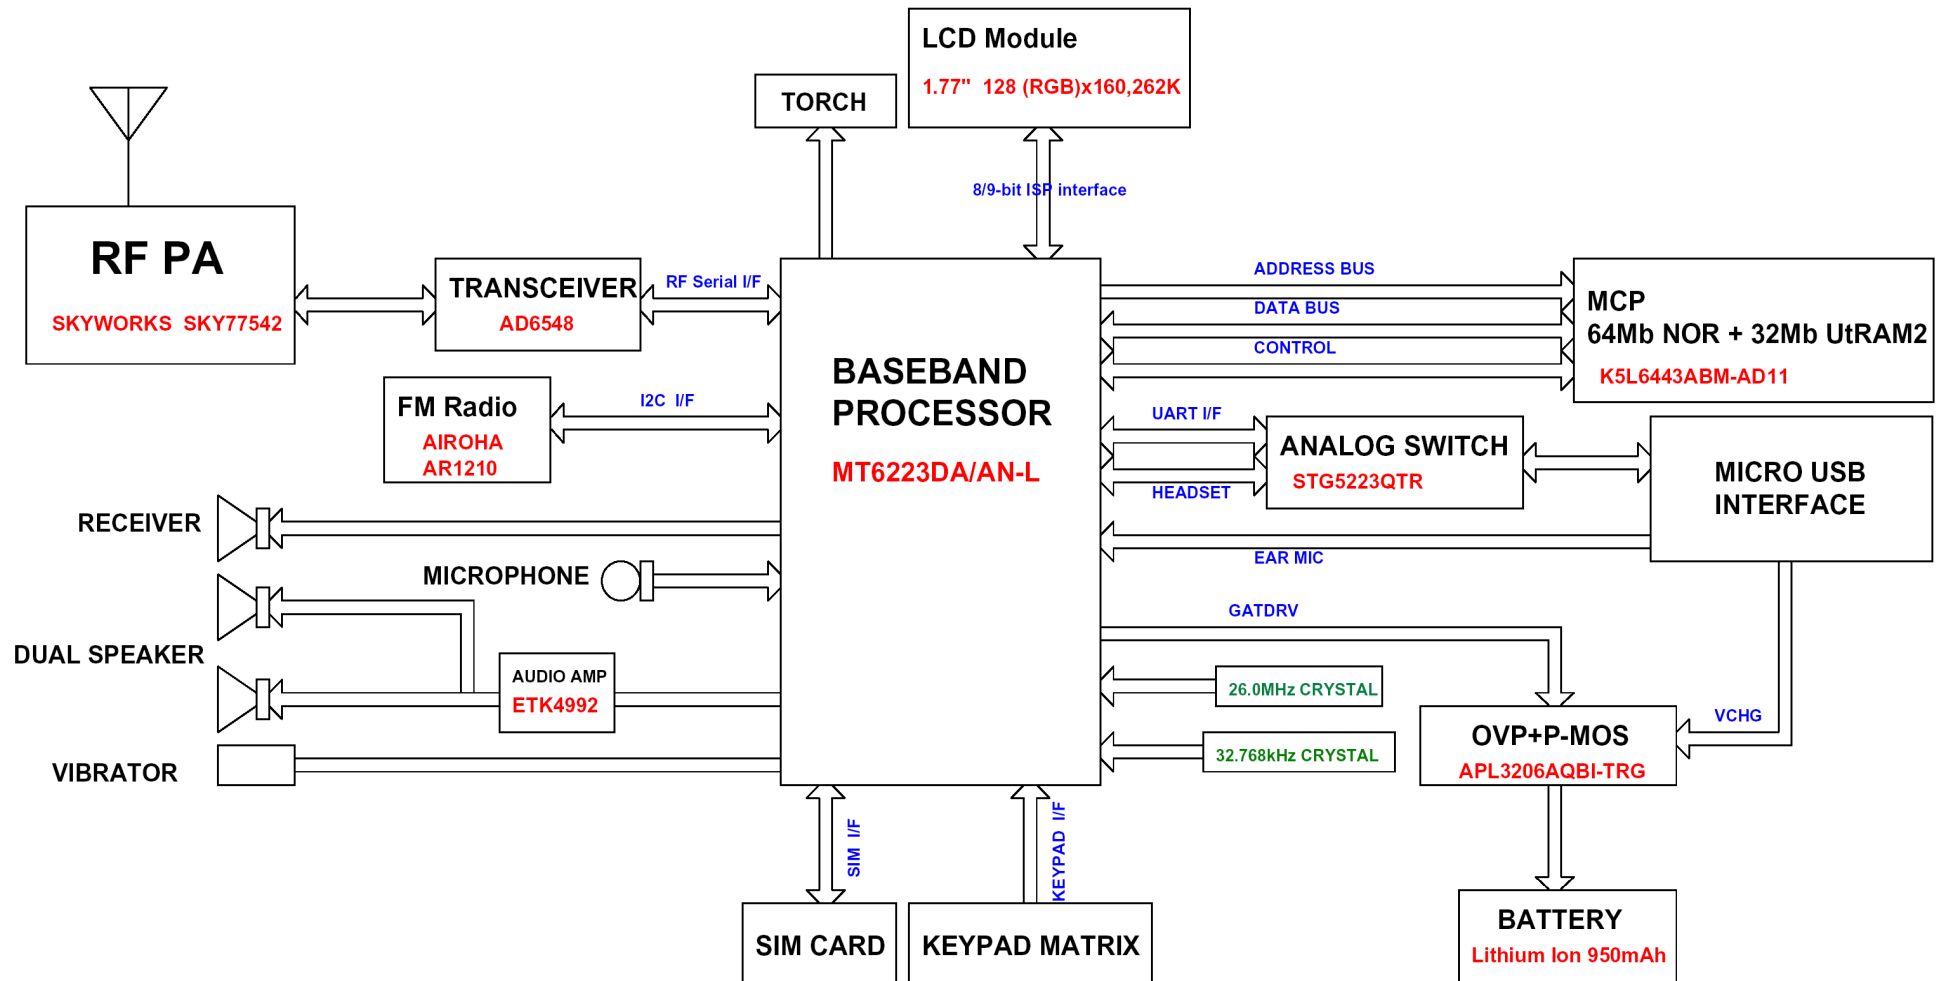 LCD Module
1.77" 128 (RGB)x160,262K
TORCH
8/9-bit ISP interface
RF PA
SKYWORKS SKY77542
TRANSCEIVER
AD6548
RF Serial I/F
ADDRESS BUS
DATA BUS
CONTROL
MCP
64Mb NOR + 32Mb UtRAM2
K5L6443ABM-AD11
BASEBAND
PROCESSOR
MT6223DA/AN-L
FM Radio
AIROHA
AR1210
I2C I/F
UART I/F
HEADSET
ANALOG SWITCH
STG5223QTR
MICRO USB
INTERFACE
RECEIVER
EAR MIC
MICROPHONE
GATDRV
DUAL SPEAKER
AUDIO AMP
ETK4992
26.0MHz CRYSTAL
VCHG
OVP+P-MOS
APL3206AQBI-TRG
32.768kHz CRYSTAL
VIBRATOR
SIM I/F
KEYPAD I/F
SIM CARD
KEYPAD MATRIX
BATTERY
Lithium Ion 950mAh